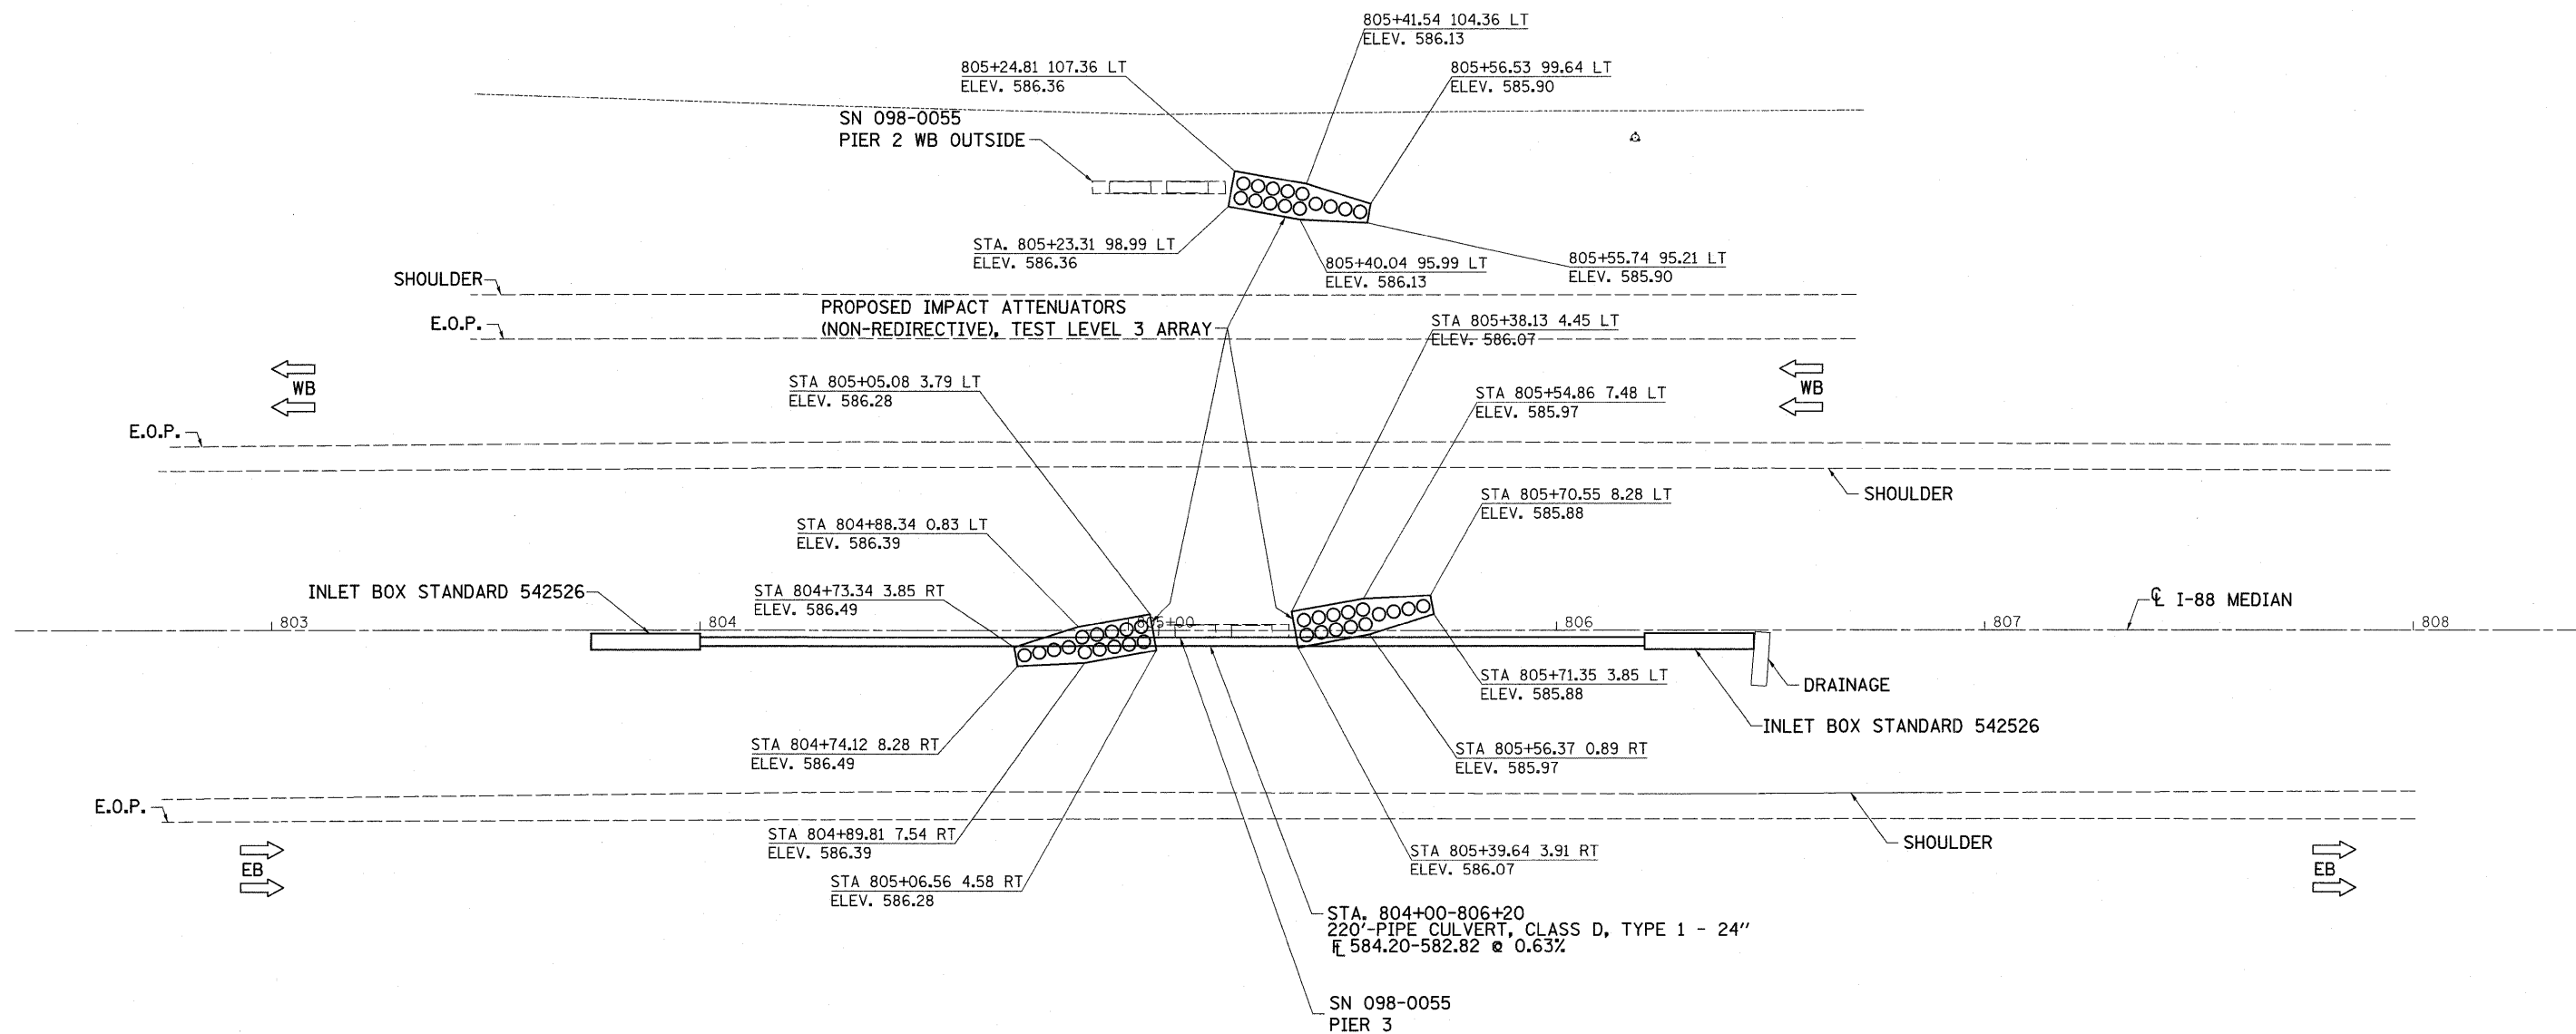 805+41.54 104.36 LT
ELEV. 586.13
805+24.81 107.36 LT
ELEV. 586.36
805+56.53 99.64 LT
ELEV. 585.90
SN 098-0055
PIER 2 WB OUTSIDE
STA. 805+23.31 98.99 LT
ELEV. 586.36
805+40.04 95.99 LT
ELEV. 586.13
805+55.74 95.21 LT
ELEV. 585.90
SHOULDER
PROPOSED IMPACT ATTENUATORS
(NON-REDIRECTIVE), TEST LEVEL 3 ARRAY
E.O.P.
STA 805+38.13 4.45 LT
ELEV. 586.07
WB
WB
STA 805+05.08 3.79 LT
ELEV. 586.28
STA 805+54.86 7.48 LT
ELEV. 585.97
E.O.P.
SHOULDER
STA 805+70.55 8.28 LT
ELEV. 585.88
STA 804+88.34 0.83 LT
ELEV. 586.39
INLET BOX STANDARD 542526
STA 804+73.34 3.85 RT
ELEV. 586.49
℄ I-88 MEDIAN
803
804
805+00
806
807
808
STA 805+71.35 3.85 LT
ELEV. 585.88
DRAINAGE
INLET BOX STANDARD 542526
STA 804+74.12 8.28 RT
ELEV. 586.49
STA 805+56.37 0.89 RT
ELEV. 585.97
E.O.P.
STA 804+89.81 7.54 RT
ELEV. 586.39
SHOULDER
STA 805+39.64 3.91 RT
ELEV. 586.07
EB
EB
STA 805+06.56 4.58 RT
ELEV. 586.28
STA. 804+00-806+20
220'-PIPE CULVERT, CLASS D, TYPE 1 - 24"
FL 584.20-582.82 @ 0.63%
SN 098-0055
PIER 3